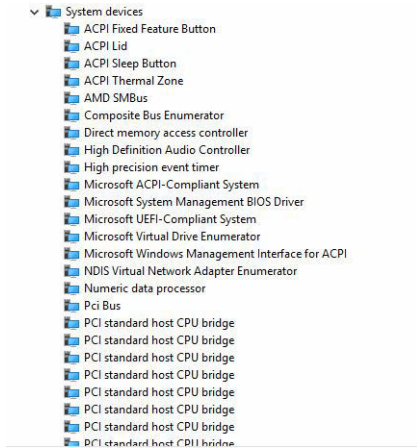 System devices
ACPI Fixed Feature Button
ACPI Lid
ACPI Sleep Button
ACPI Thermal Zone
AMD SMBus
Composite Bus Enumerator
Direct memory access controller
High Definition Audio Controller
High precision event timer
Microsoft ACPI-Compliant System
Microsoft System Management BIOS Driver
Microsoft UEFI-Compliant System
Microsoft Virtual Drive Enumerator
Microsoft Windows Management Interface for ACPI
NDIS Virtual Network Adapter Enumerator
Numeric data processor
Pci Bus
PCI standard host CPU bridge
PCI standard host CPU bridge
PCI standard host CPU bridge
PCI standard host CPU bridge
PCI standard host CPU bridge
PCI standard host CPU bridge
PCI standard host CPU bridge
PCI standard host CPU bridge